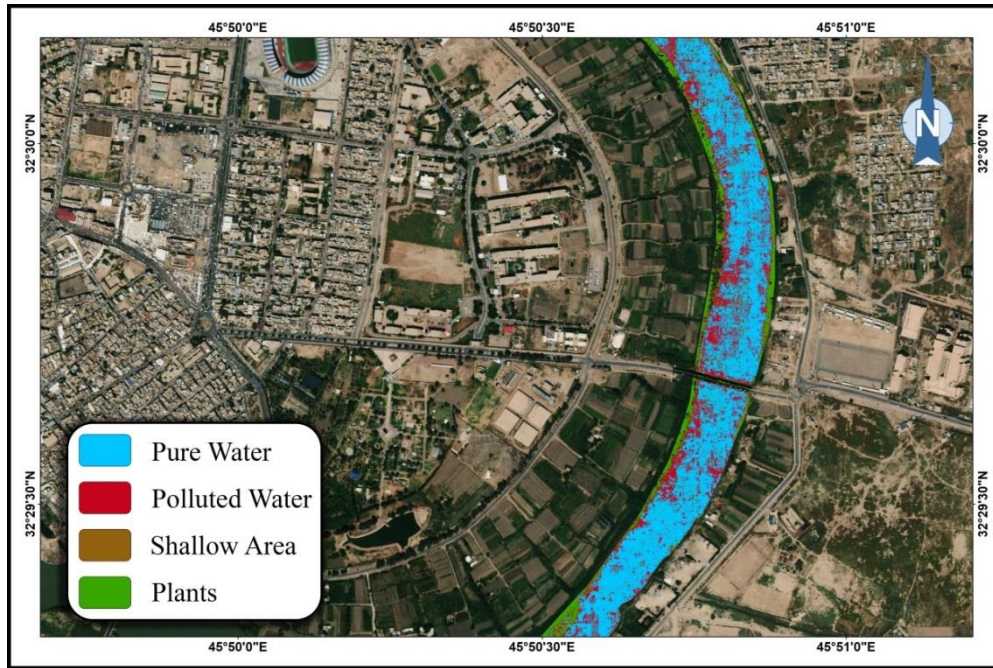 45°50'0"E 45°50'30"E 45°51'0"E
32°30'0"N 32°30'0"N
N
32°29'30"N 32°29'30"N
Pure Water
Polluted Water
Shallow Area
Plants
45°50'0"E 45°50'30"E 45°51'0"E